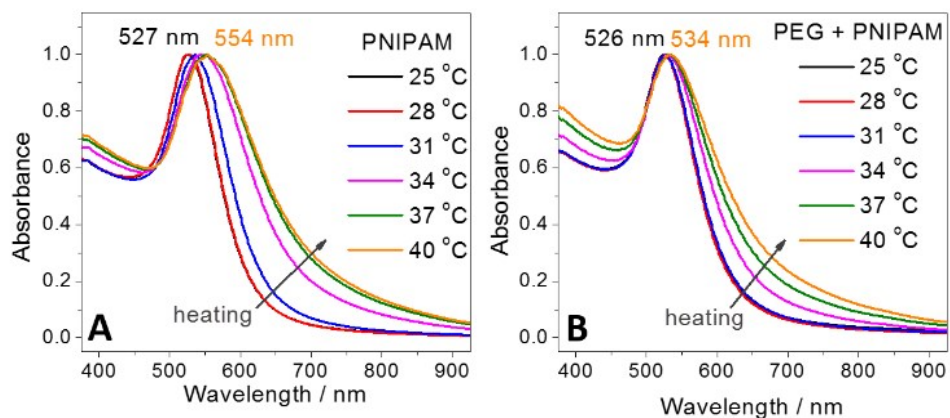 527 nm 554 nm
PNIPAM
25 °C
28 °C
31 °C
34 °C
37 °C
40 °C
heating
A
Absorbance
1.0
0.8
0.6
0.4
0.2
0.0
400 500 600 700 800 900
Wavelength / nm
526 nm 534 nm
PEG + PNIPAM
25 °C
28 °C
31 °C
34 °C
37 °C
40 °C
heating
B
Absorbance
1.0
0.8
0.6
0.4
0.2
0.0
400 500 600 700 800 900
Wavelength / nm